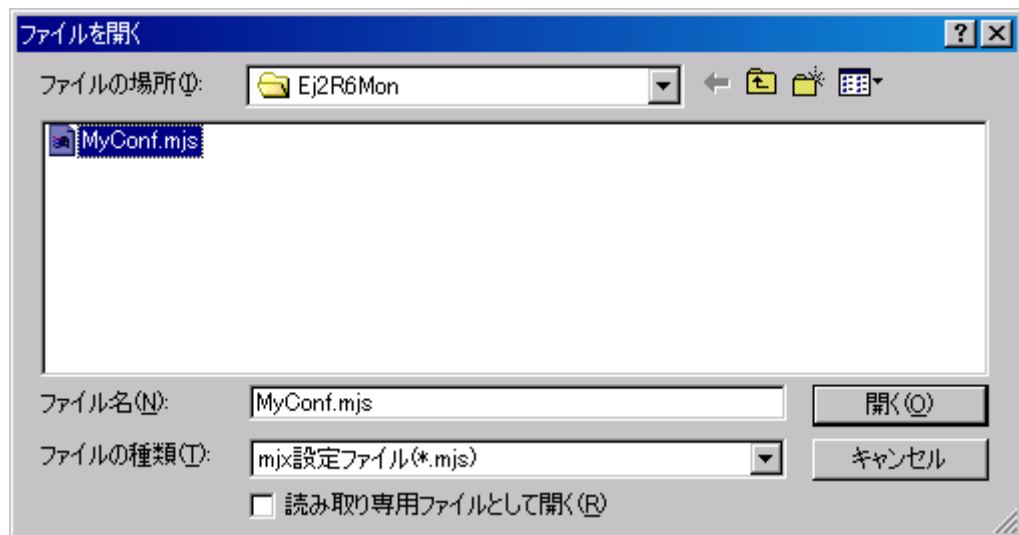 ファイルを開く
ファイルの場所(I):
Ej2R6Mon
MyConf.mjs
ファイル名(N):
MyConf.mjs
開く(O)
ファイルの種類(T):
mjx設定ファイル(*.mjs)
キャンセル
読み取り専用ファイルとして開く(R)